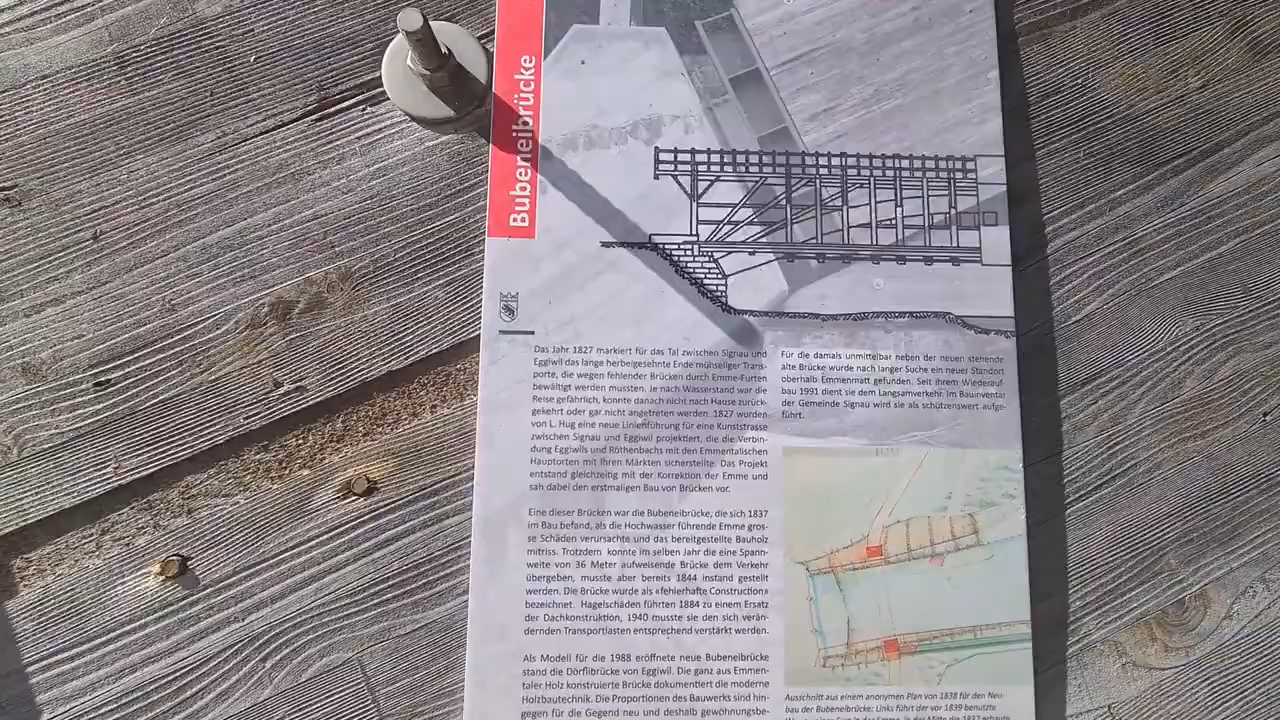 Bubeneibrücke
Das Jahr 1827 markiert für das Tal zwischen Signau und
Eggiwil das lange herbeigesehnte Ende mühseliger Trans-
porte, die wegen fehlender Brücken durch Emme-Furten
bewältigt werden mussten. Je nach Wasserstand war die
Reise gefährlich, konnte danach nicht nach Hause zurück-
gekehrt oder gar nicht angetreten werden. 1827 wurden
von L. Hug eine neue Linienführung für eine Kunststrasse
zwischen Signau und Eggiwil projektiert, die die Verbin-
dung Eggiwils und Röthenbachs mit den Emmentalischen
Hauptorten mit Ihren Märkten sicherstellte. Das Projekt
entstand gleichzeitig mit der Korrektion der Emme und
sah dabei den erstmaligen Bau von Brücken vor.
Eine dieser Brücken war die Bubeneibrücke, die sich 1837
im Bau befand, als die Hochwasser führende Emme gros-
se Schäden verursachte und das bereitgestellte Bauholz
mitriss. Trotzdem konnte im selben Jahr die eine Spann-
weite von 36 Meter aufweisende Brücke dem Verkehr
übergeben, musste aber bereits 1844 instand gestellt
werden. Die Brücke wurde als «fehlerhafte Construction»
bezeichnet. Hagelschäden führten 1884 zu einem Ersatz
der Dachkonstruktion, 1940 musste sie den sich verän-
dernden Transportlasten entsprechend verstärkt werden.
Als Modell für die 1988 eröffnete neue Bubeneibrücke
stand die Dörflibrücke von Eggiwil. Die ganz aus Emmen-
taler Holz konstruierte Brücke dokumentiert die moderne
Holzbautechnik. Die Proportionen des Bauwerks sind hin-
gegen für die Gegend neu und deshalb gewöhnungsbe-
Für die damals unmittelbar neben der neuen stehende
alte Brücke wurde nach langer Suche ein neuer Standort
oberhalb Emmenmatt gefunden. Seit ihrem Wiederauf-
bau 1991 dient sie dem Langsamverkehr. Im Bauinventar
der Gemeinde Signau wird sie als schützenswert aufge-
führt.
Ausschnitt aus einem anonymen Plan von 1838 für den Neu-
bau der Bubeneibrücke: Links führt der vor 1839 benutzte